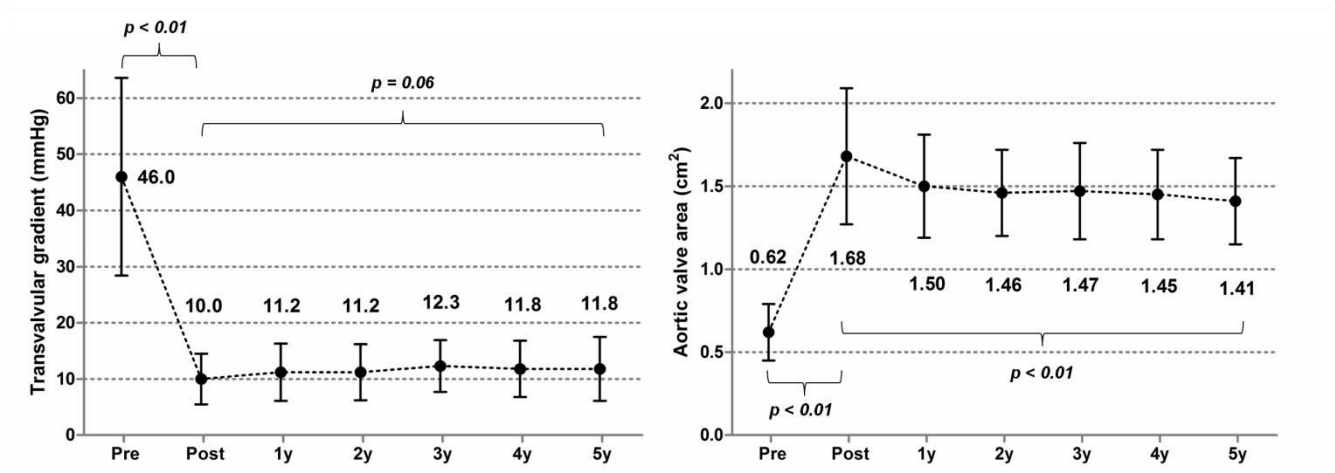 p < 0.01
p = 0.06
Transvalvular gradient (mmHg)
60
50
40
30
20
10
0
46.0
10.0
11.2
11.2
12.3
11.8
11.8
Pre
Post
1y
2y
3y
4y
5y
Aortic valve area (cm²)
2.0
1.5
1.0
0.5
0.0
0.62
1.68
1.50
1.46
1.47
1.45
1.41
p < 0.01
p < 0.01
Pre
Post
1y
2y
3y
4y
5y